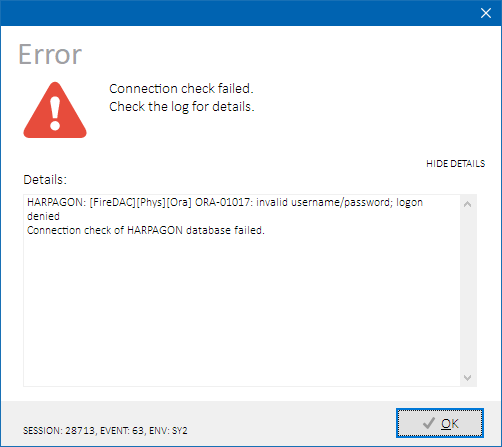 Error
Connection check failed.
Check the log for details.
HIDE DETAILS
Details:
HARPAGON: [FireDAC][Phys][Ora] ORA-01017: invalid username/password; logon
denied
Connection check of HARPAGON database failed.
SESSION: 28713, EVENT: 63, ENV: SY2
OK